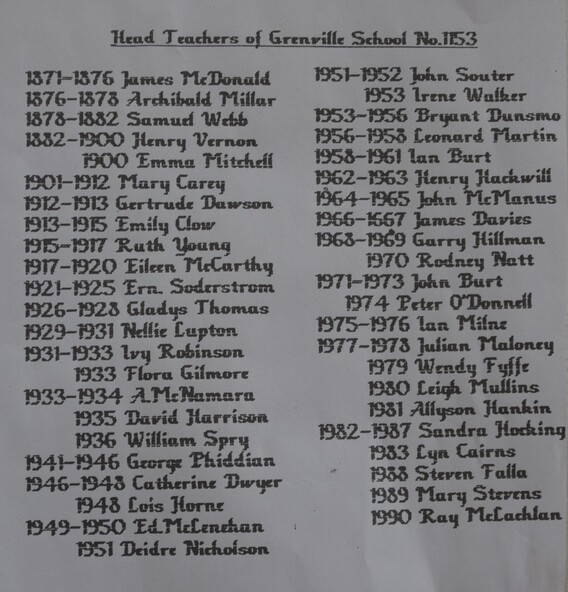 Head Teachers of Grenville School No.1153
1871-1876 James McDonald
1876-1878 Archibald Millar
1878-1882 Samuel Webb
1882-1900 Henry Vernon
1900 Emma Mitchell
1901-1912 Mary Carey
1912-1913 Gertrude Dawson
1913-1915 Emily Clow
1915-1917 Ruth Young
1917-1920 Eileen McCarthy
1921-1925 Ern. Soderstrom
1926-1928 Gladys Thomas
1929-1931 Nellie Lupton
1931-1933 Ivy Robinson
1933 Flora Gilmore
1933-1934 A.McNamara
1935 David Harrison
1936 William Spry
1941-1946 George Phiddian
1946-1948 Catherine Dwyer
1948 Lois Horne
1949-1950 Ed.McLenehan
1951 Deidre Nicholson
1951-1952 John Souter
1953 Irene Walker
1953-1956 Bryant Dunsmo
1956-1958 Leonard Martin
1958-1961 Ian Burt
1962-1963 Henry Hackwill
1964-1965 John McManus
1966-1667 James Davies
1968-1969 Garry Hillman
1970 Rodney Natt
1971-1973 John Burt
1974 Peter O'Donnell
1975-1976 Ian Milne
1977-1978 Julian Maloney
1979 Wendy Fyffe
1980 Leigh Mullins
1981 Allyson Hankin
1982-1987 Sandra Hocking
1983 Lyn Cairns
1988 Steven Falla
1989 Mary Stevens
1990 Ray McLachlan